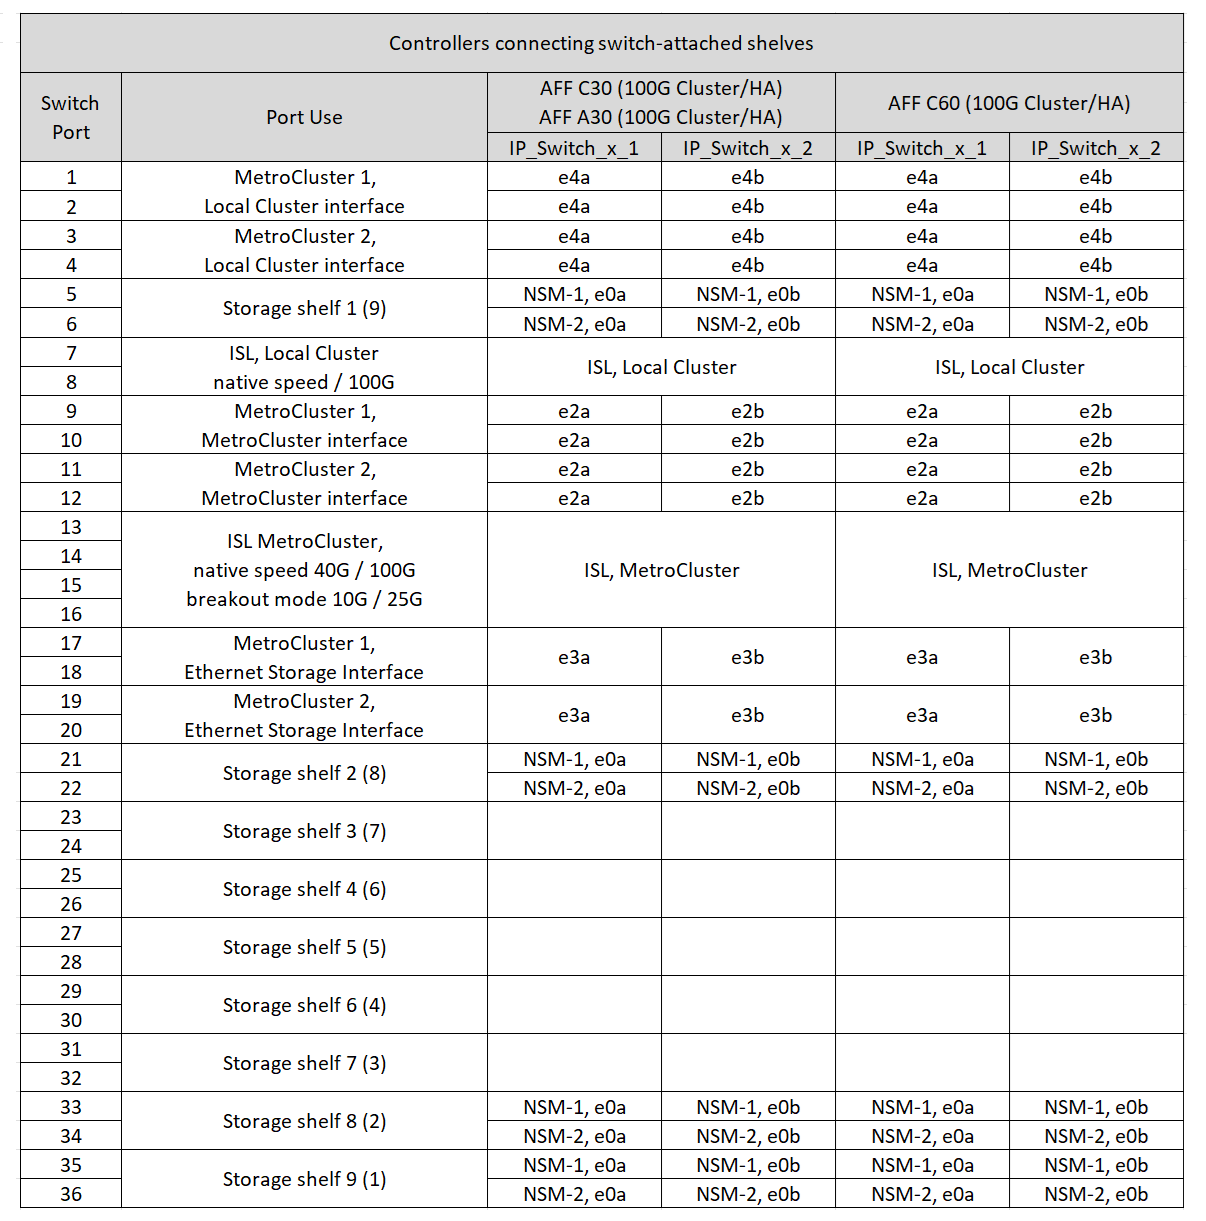 Controllers connecting switch-attached shelves
Switch
Port
Port Use
AFF C30 (100G Cluster/HA)
AFF A30 (100G Cluster/HA)
AFF C60 (100G Cluster/HA)
IP_Switch_x_1 IP_Switch_x_2 IP_Switch_x_1 IP_Switch_x_2
1 MetroCluster 1, e4a e4b e4a e4b
2 Local Cluster interface e4a e4b e4a e4b
3 MetroCluster 2, e4a e4b e4a e4b
4 Local Cluster interface e4a e4b e4a e4b
5 NSM-1, e0a NSM-1, e0b NSM-1, e0a NSM-1, e0b
Storage shelf 1 (9)
6 NSM-2, e0a NSM-2, e0b NSM-2, e0a NSM-2, e0b
7 ISL, Local Cluster
ISL, Local Cluster ISL, Local Cluster
8 native speed / 100G
9 MetroCluster 1, e2a e2b e2a e2b
10 MetroCluster interface e2a e2b e2a e2b
11 MetroCluster 2, e2a e2b e2a e2b
12 MetroCluster interface e2a e2b e2a e2b
13
ISL MetroCluster,
14
native speed 40G / 100G ISL, MetroCluster ISL, MetroCluster
15
breakout mode 10G / 25G
16
17 MetroCluster 1,
e3a e3b e3a e3b
18 Ethernet Storage Interface
19 MetroCluster 2,
e3a e3b e3a e3b
20 Ethernet Storage Interface
21 NSM-1, e0a NSM-1, e0b NSM-1, e0a NSM-1, e0b
Storage shelf 2 (8)
22 NSM-2, e0a NSM-2, e0b NSM-2, e0a NSM-2, e0b
23
Storage shelf 3 (7)
24
25
Storage shelf 4 (6)
26
27
Storage shelf 5 (5)
28
29
Storage shelf 6 (4)
30
31
Storage shelf 7 (3)
32
33 NSM-1, e0a NSM-1, e0b NSM-1, e0a NSM-1, e0b
Storage shelf 8 (2)
34 NSM-2, e0a NSM-2, e0b NSM-2, e0a NSM-2, e0b
35 NSM-1, e0a NSM-1, e0b NSM-1, e0a NSM-1, e0b
Storage shelf 9 (1)
36 NSM-2, e0a NSM-2, e0b NSM-2, e0a NSM-2, e0b